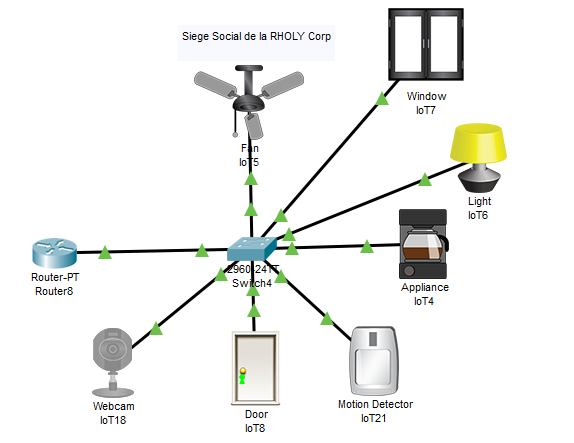 Siege Social de la RHOLY Corp
Window
IoT7
Fan
IoT5
Light
IoT6
2960-24TT
Switch4
Router-PT
Router8
Appliance
IoT4
Webcam
IoT18
Door
IoT8
Motion Detector
IoT21